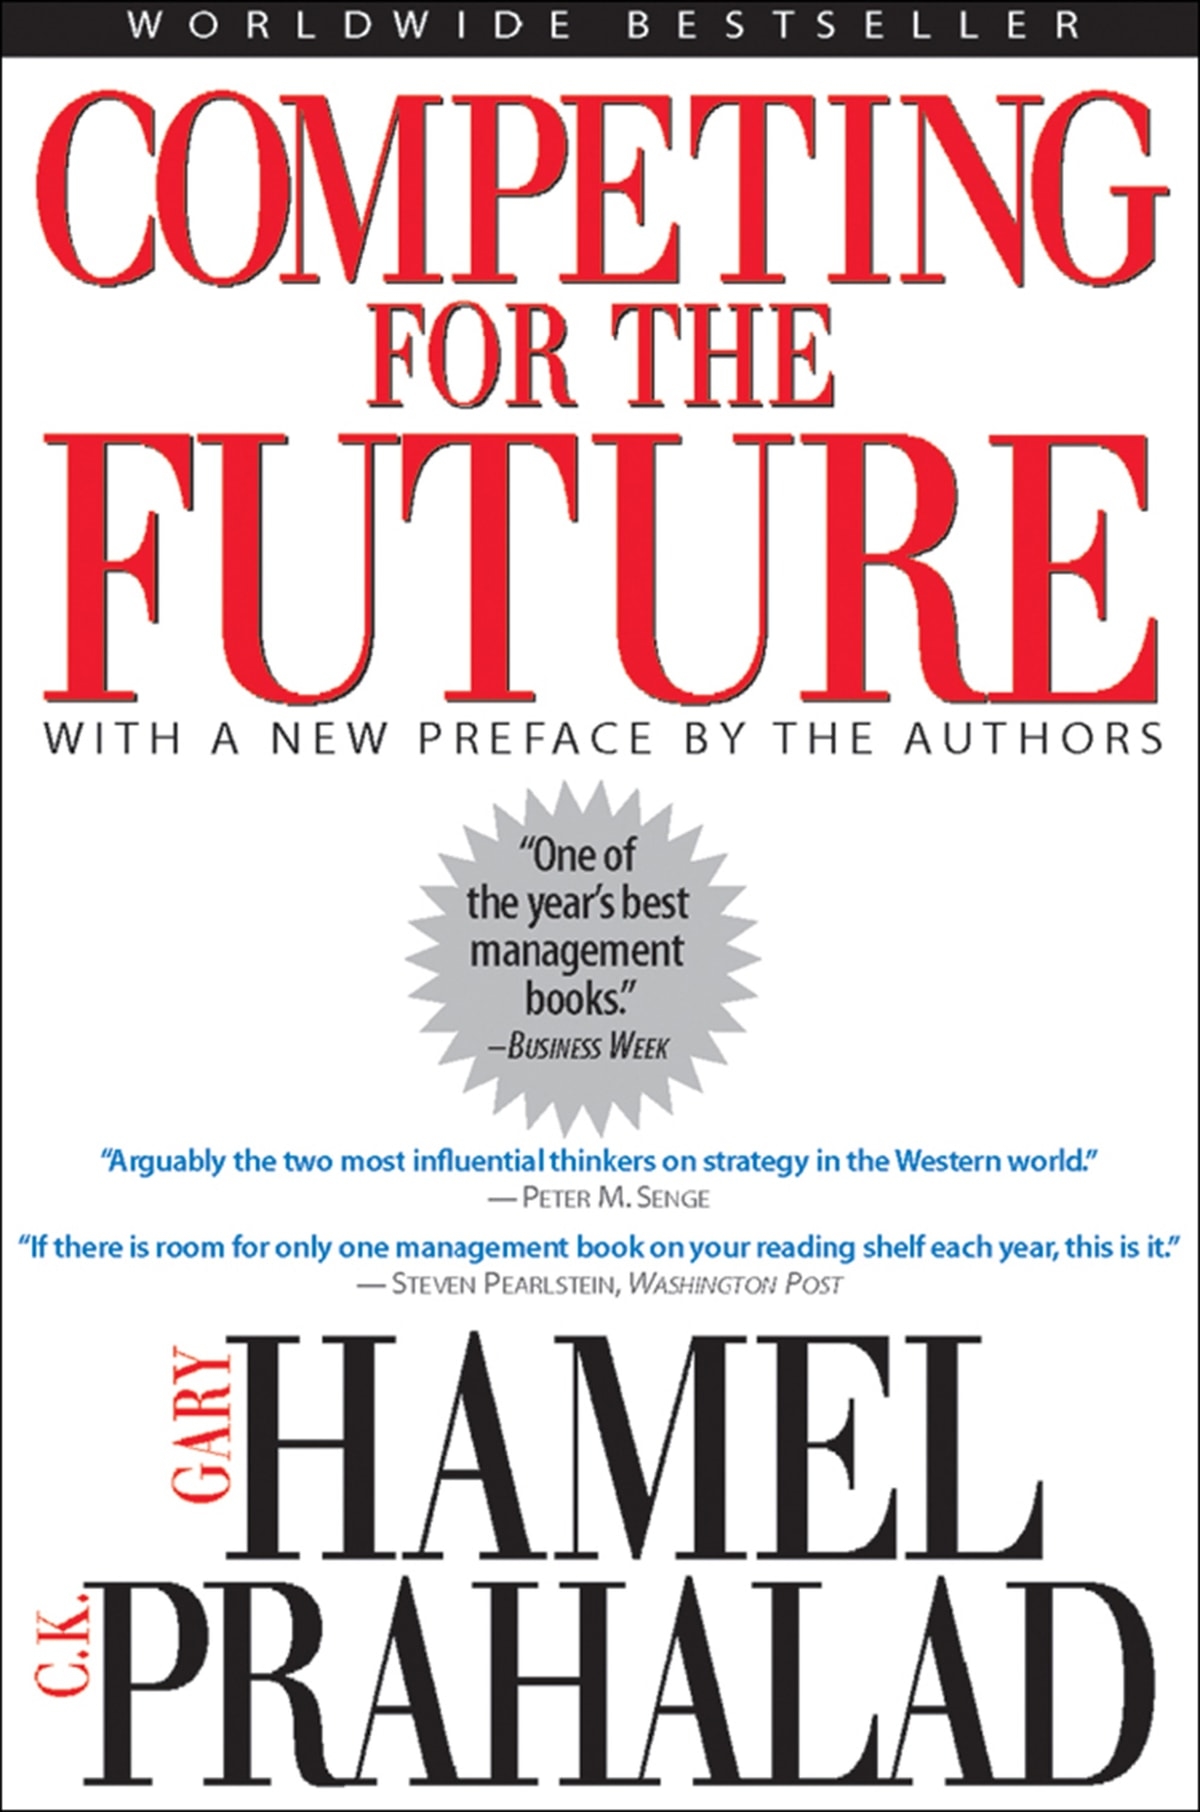 WORLDWIDE BESTSELLER
COMPETING
FOR THE
FUTURE
WITH A NEW PREFACE BY THE AUTHORS
“One of
the year’s best
management
books.”
–BUSINESS WEEK
“Arguably the two most influential thinkers on strategy in the Western world.”
— PETER M. SENGE
“If there is room for only one management book on your reading shelf each year, this is it.”
— STEVEN PEARLSTEIN, WASHINGTON POST
GARY HAMEL
C.K. PRAHALAD